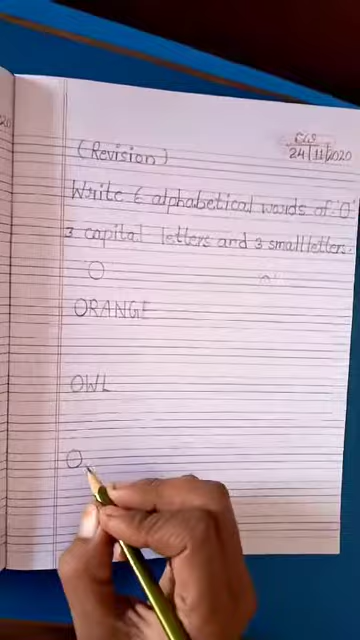 C.W
24/11/2020
(Revision)
Write 6 alphabetical words of 'O'
3 capital letters and 3 small letters.
O
o
ORANGE
OWL
O